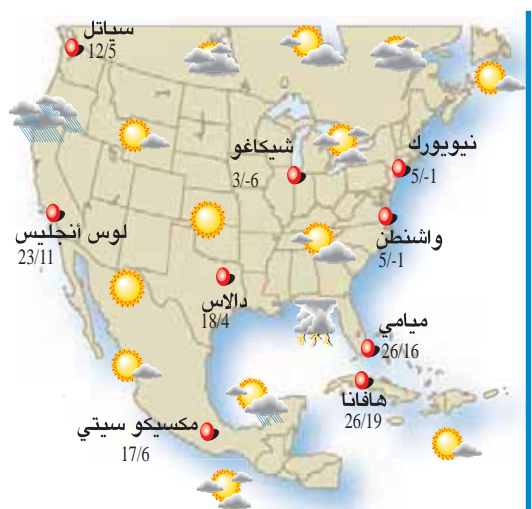 سياتل
12/5
شيكاغو
3/-6
نيويورك
5/-1
واشنطن
5/-1
لوس أنجليس
23/11
دالاس
18/4
ميامي
26/16
هافانا
26/19
مكسيكو سيتي
17/6